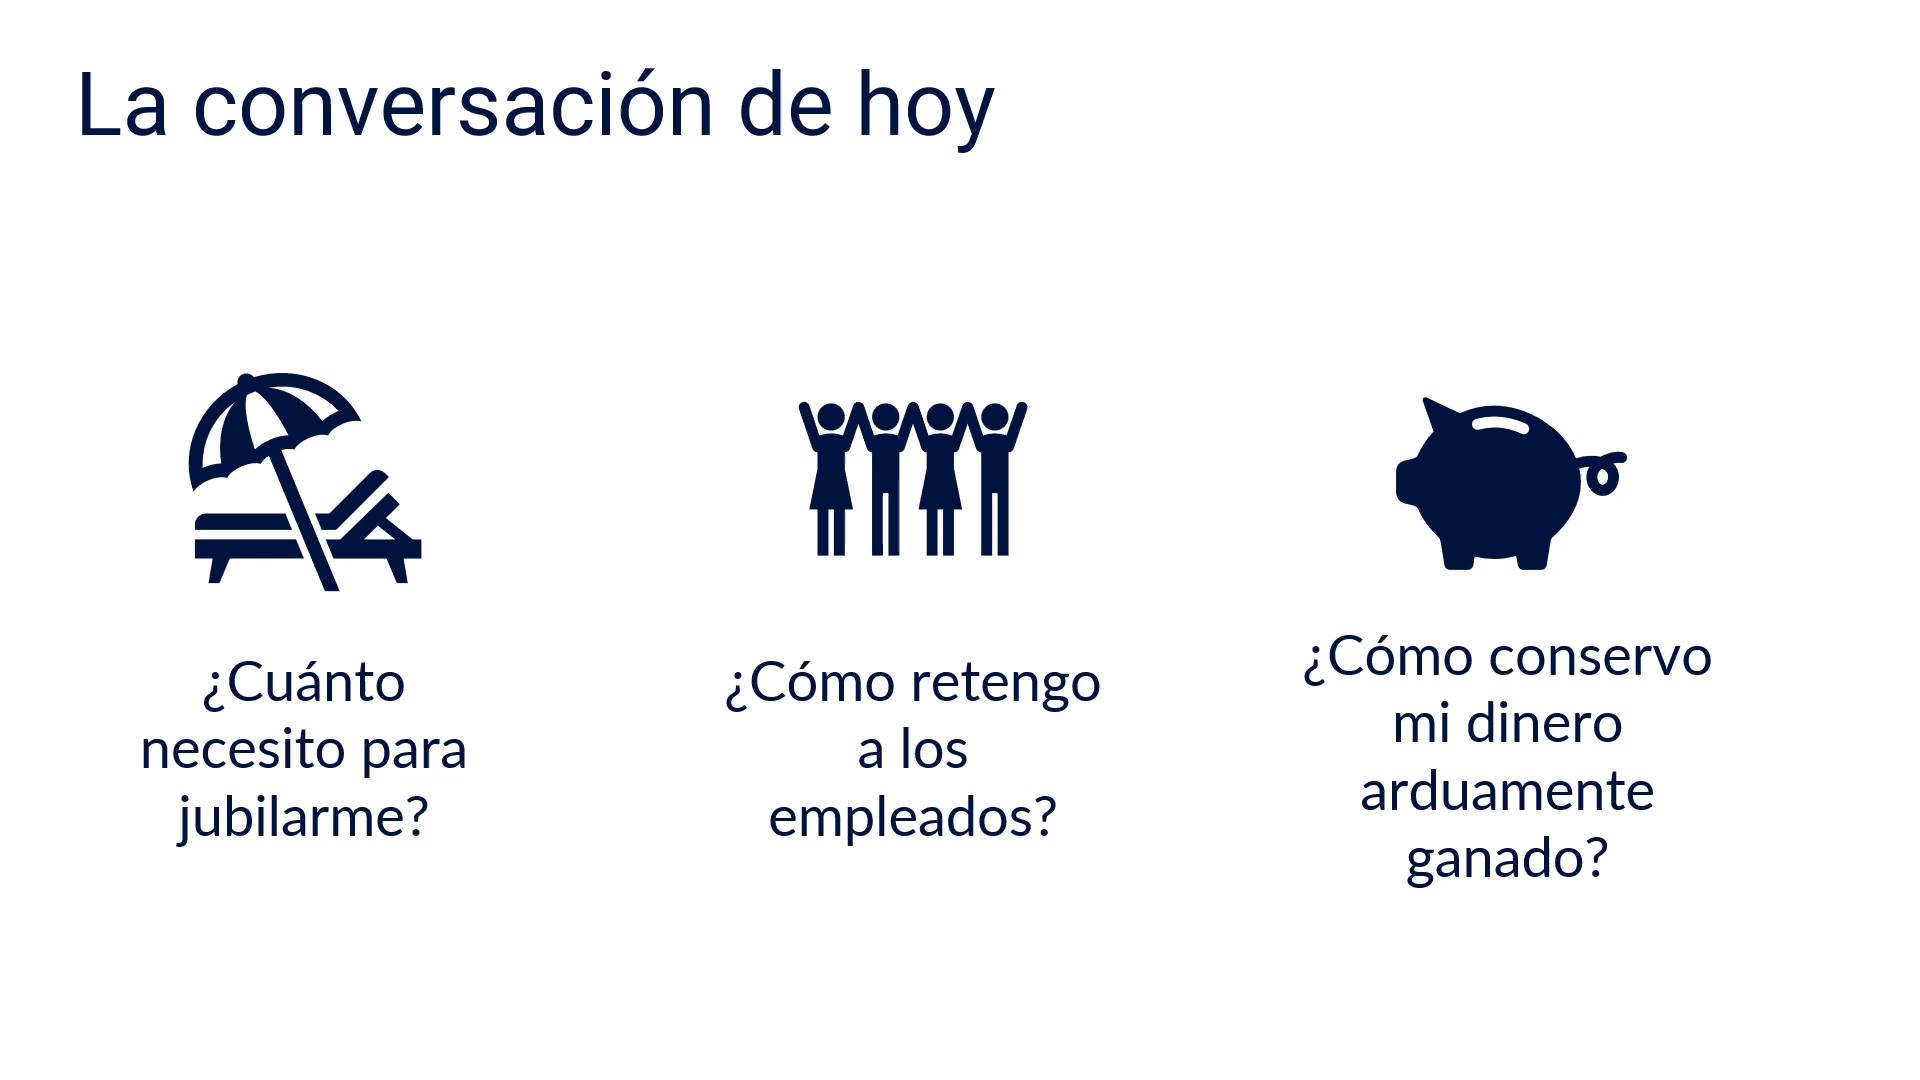 La conversación de hoy
¿Cuánto
necesito para
jubilarme?
¿Cómo retengo
a los
empleados?
¿Cómo conservo
mi dinero
arduamente
ganado?